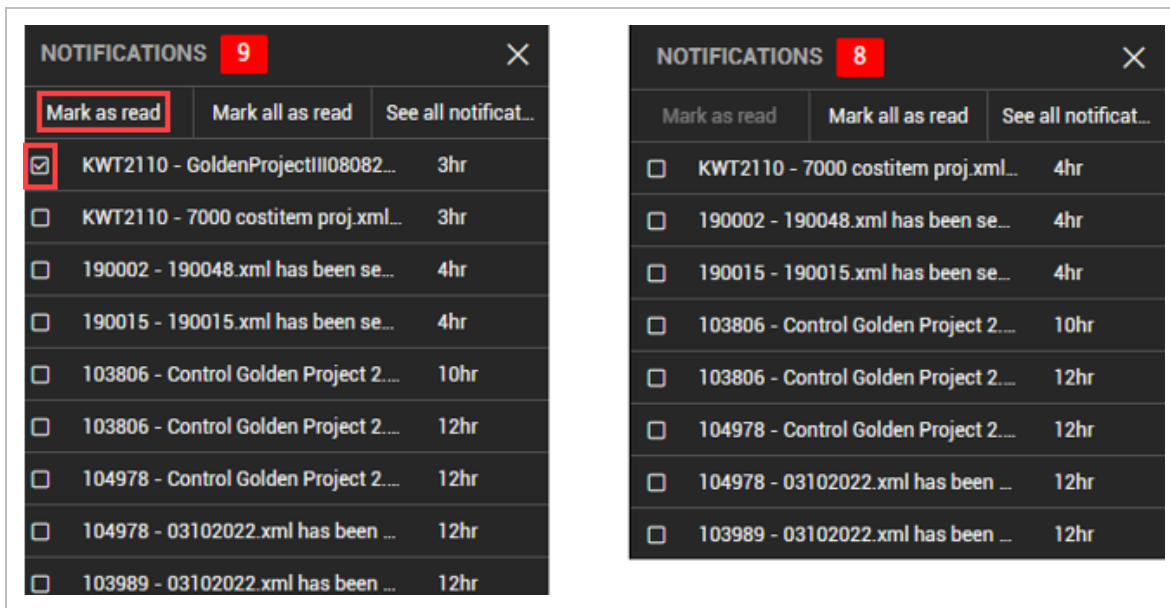 NOTIFICATIONS 9
Mark as read Mark all as read See all notificat...
KWT2110 - GoldenProjectIII08082... 3hr
KWT2110 - 7000 costitem proj.xml... 3hr
190002 - 190048.xml has been se... 4hr
190015 - 190015.xml has been se... 4hr
103806 - Control Golden Project 2.... 10hr
103806 - Control Golden Project 2.... 12hr
104978 - Control Golden Project 2.... 12hr
104978 - 03102022.xml has been ... 12hr
103989 - 03102022.xml has been ... 12hr
NOTIFICATIONS 8
Mark as read Mark all as read See all notificat...
KWT2110 - 7000 costitem proj.xml... 4hr
190002 - 190048.xml has been se... 4hr
190015 - 190015.xml has been se... 4hr
103806 - Control Golden Project 2.... 10hr
103806 - Control Golden Project 2.... 12hr
104978 - Control Golden Project 2.... 12hr
104978 - 03102022.xml has been ... 12hr
103989 - 03102022.xml has been ... 12hr